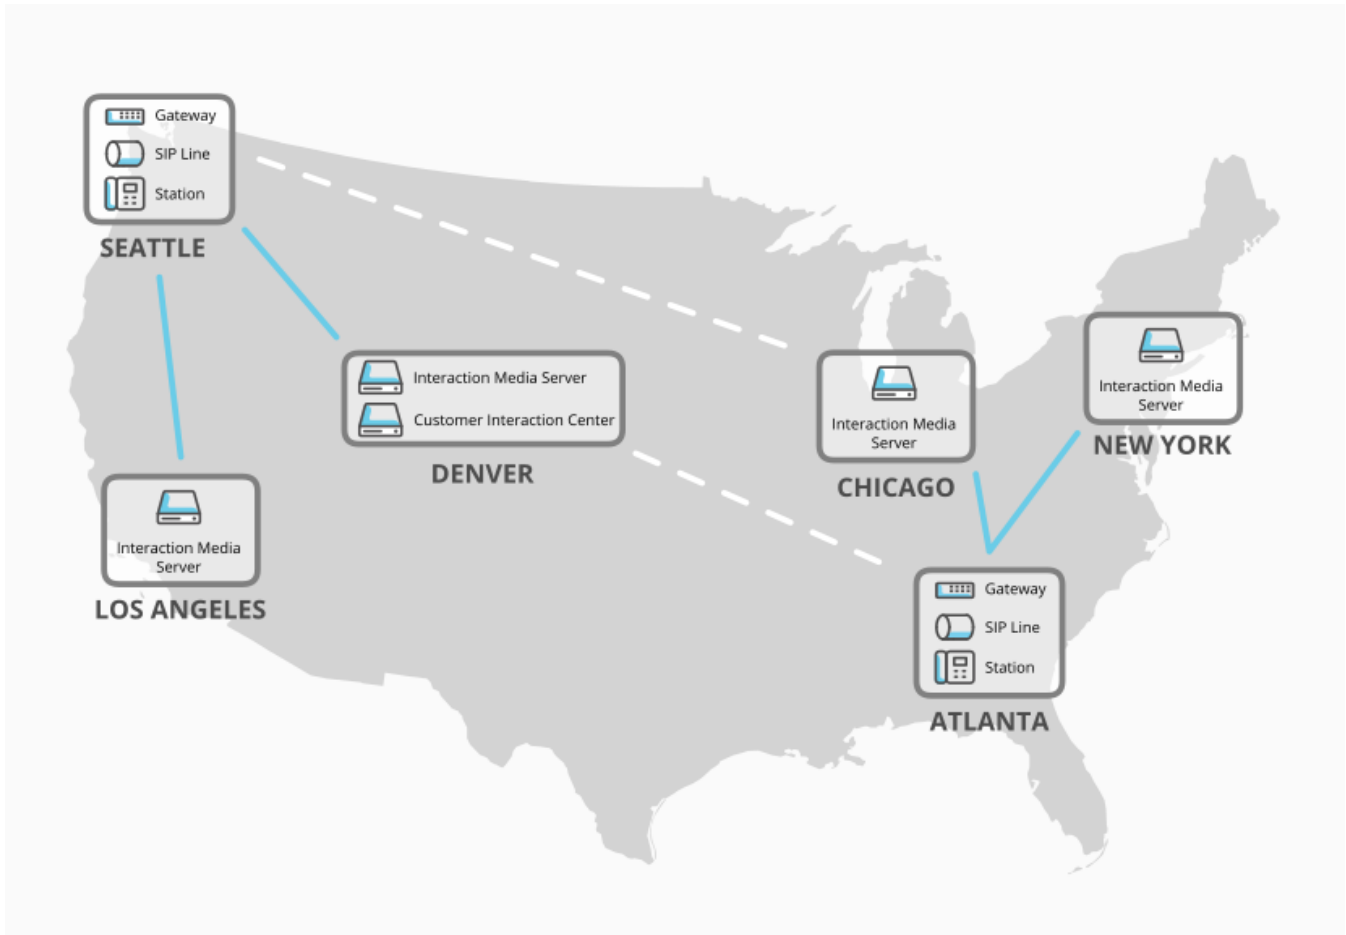 Gateway
SIP Line
Station
SEATTLE
Interaction Media Server
Customer Interaction Center
DENVER
Interaction Media
Server
LOS ANGELES
Interaction Media
Server
CHICAGO
Interaction Media
Server
NEW YORK
Gateway
SIP Line
Station
ATLANTA